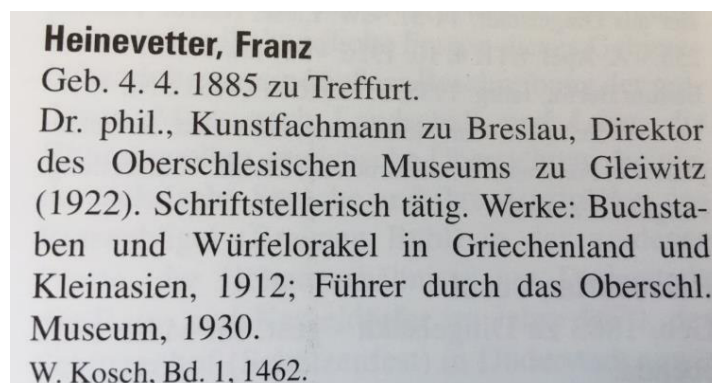 Heinevetter, Franz
Geb. 4. 4. 1885 zu Treffurt.
Dr. phil., Kunstfachmann zu Breslau, Direktor
des Oberschlesischen Museums zu Gleiwitz
(1922). Schriftstellerisch tätig. Werke: Buchsta-
ben und Würfelorakel in Griechenland und
Kleinasien, 1912; Führer durch das Oberschl.
Museum, 1930.
W. Kosch, Bd. 1, 1462.